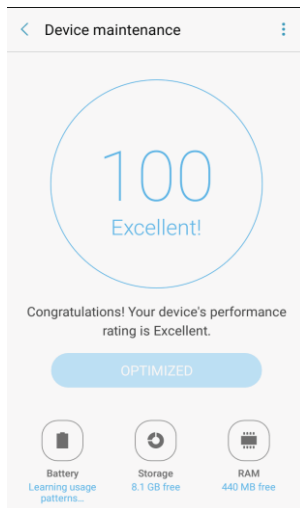 Device maintenance
100
Excellent!
Congratulations! Your device's performance
rating is Excellent.
OPTIMIZED
Battery
Learning usage
patterns...
Storage
8.1 GB free
RAM
440 MB free